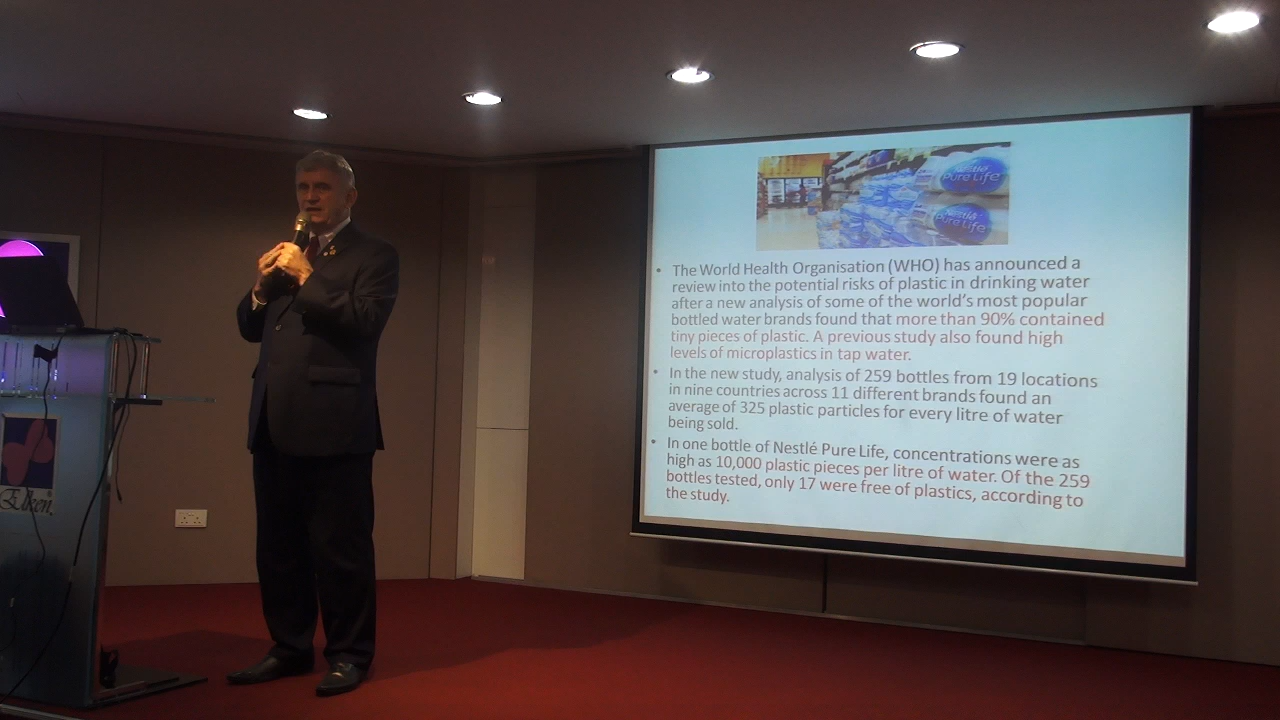 Nestlé
Pure Life
Nestlé
Pure Life
• The World Health Organisation (WHO) has announced a
review into the potential risks of plastic in drinking water
after a new analysis of some of the world's most popular
bottled water brands found that more than 90% contained
tiny pieces of plastic. A previous study also found high
levels of microplastics in tap water.
• In the new study, analysis of 259 bottles from 19 locations
in nine countries across 11 different brands found an
average of 325 plastic particles for every litre of water
being sold.
• In one bottle of Nestlé Pure Life, concentrations were as
high as 10,000 plastic pieces per litre of water. Of the 259
bottles tested, only 17 were free of plastics, according to
the study.
Elken®